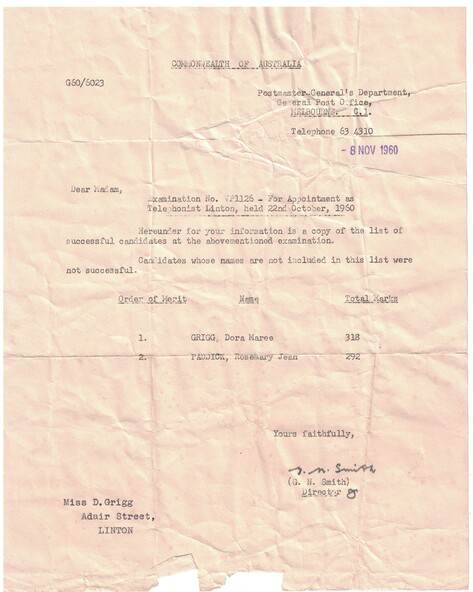 COMMONWEALTH OF AUSTRALIA
G60/6023
Postmaster-General's Department,
General Post Office,
MELBOURNE. C.1.
Telephone 63 4310
- 8 NOV 1960
Dear Madam,
Examination No. VP1126 - For Appointment as
Telephonist Linton, held 22nd October, 1960
Hereunder for your information is a copy of the list of
successful candidates at the abovementioned examination.
Candidates whose names are not included in this list were
not successful.
Order of Merit Name Total Marks
1. GRIGG, Dora Maree 318
2. PADDICK, Rosemary Jean 292
Yours faithfully,
G. N. Smith
(G. N. Smith)
Director
Miss D. Grigg
Adair Street,
LINTON